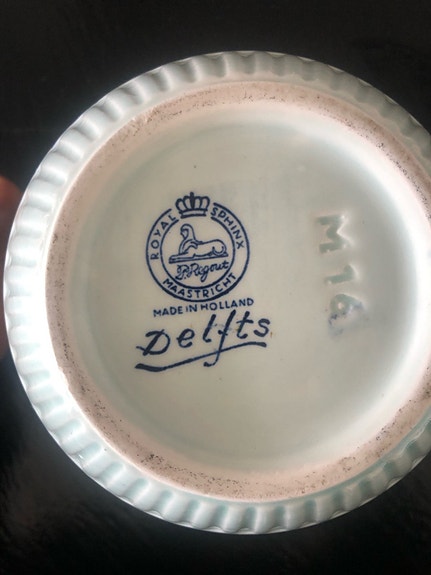 ROYAL SPHINX
P. Regout
MAASTRICHT
MADE IN HOLLAND
Delfts
M 14